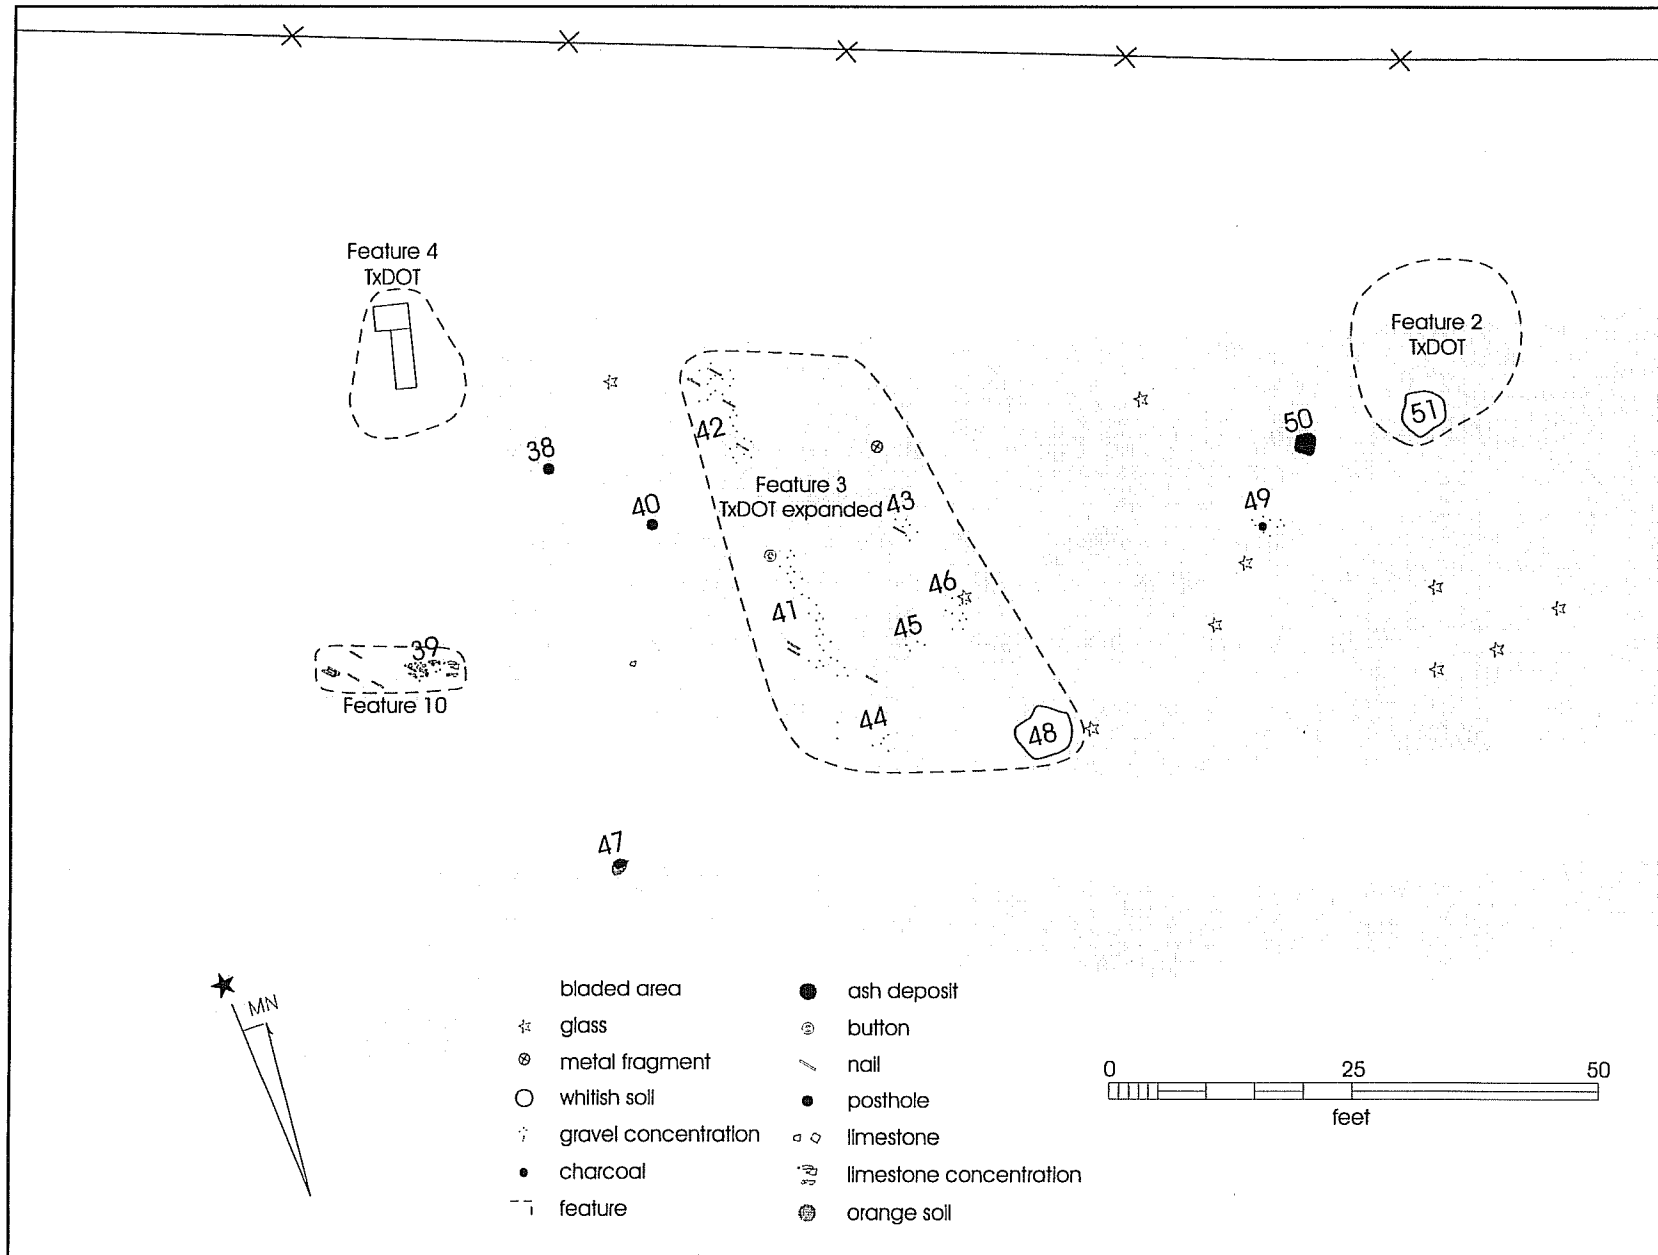 Feature 4
TxDOT
Feature 2
TxDOT
51
50
42
38
Feature 3
TxDOT expanded
43
40
49
46
41
45
39
Feature 10
44
48
47
MN
bladed area
glass
metal fragment
whitish soil
gravel concentration
charcoal
feature
ash deposit
button
nail
posthole
limestone
limestone concentration
orange soil
0 25 50
feet